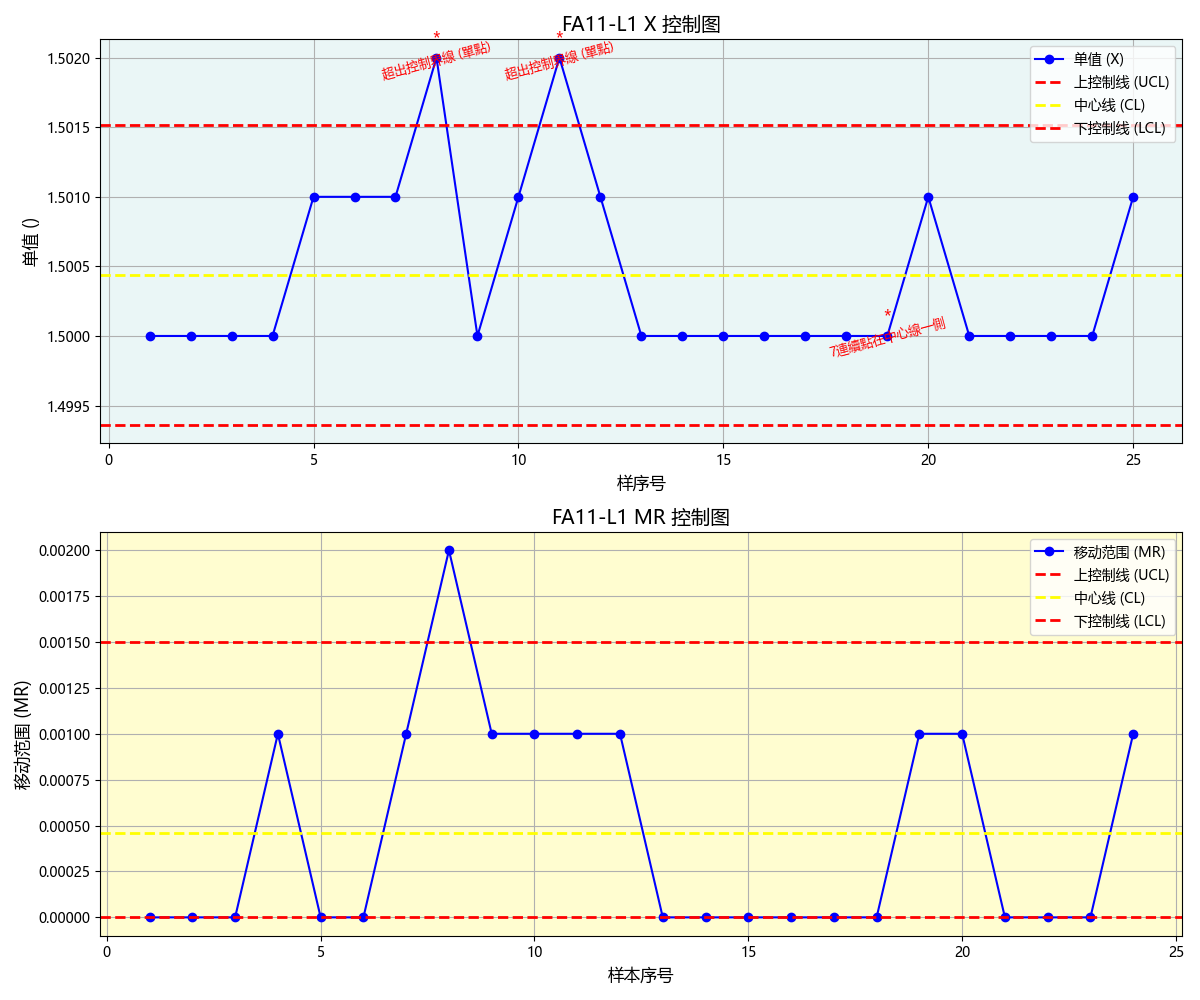 FA11-L1 X 控制图
*
*
超出控制界線 (單點)
超出控制界線 (單點)
单值 (X)
上控制线 (UCL)
中心线 (CL)
下控制线 (LCL)
1.5020
1.5015
1.5010
1.5005
1.5000
1.4995
单值 ()
*
7連續點在中心線一側
0 5 10 15 20 25
样序号
FA11-L1 MR 控制图
移动范围 (MR)
上控制线 (UCL)
中心线 (CL)
下控制线 (LCL)
0.00200
0.00175
0.00150
0.00125
0.00100
0.00075
0.00050
0.00025
0.00000
移动范围 (MR)
0 5 10 15 20 25
样本序号